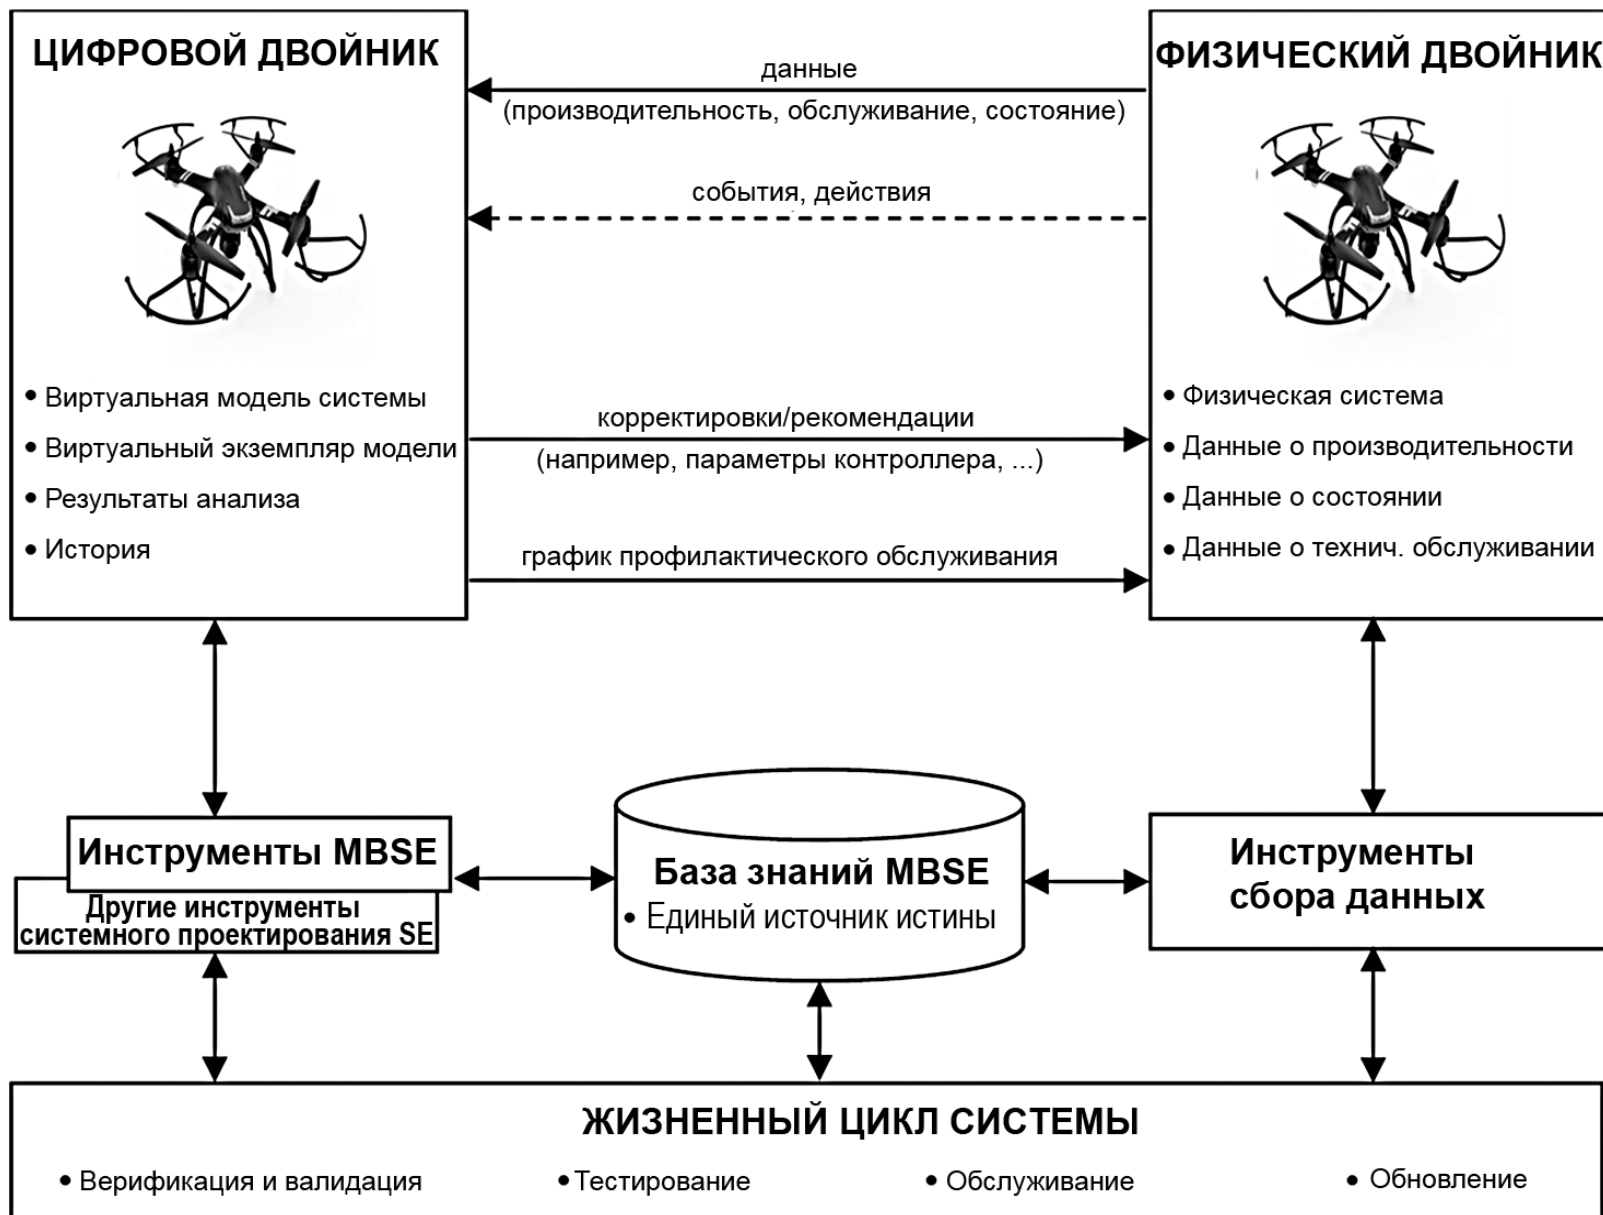 ЦИФРОВОЙ ДВОЙНИК
• Виртуальная модель системы
• Виртуальный экземпляр модели
• Результаты анализа
• История
данные
(производительность, обслуживание, состояние)
события, действия
корректировки/рекомендации
(например, параметры контроллера, ...)
график профилактического обслуживания
ФИЗИЧЕСКИЙ ДВОЙНИК
• Физическая система
• Данные о производительности
• Данные о состоянии
• Данные о технич. обслуживании
Инструменты MBSE
Другие инструменты
системного проектирования SE
База знаний MBSE
• Единый источник истины
Инструменты
сбора данных
ЖИЗНЕННЫЙ ЦИКЛ СИСТЕМЫ
• Верификация и валидация
• Тестирование
• Обслуживание
• Обновление